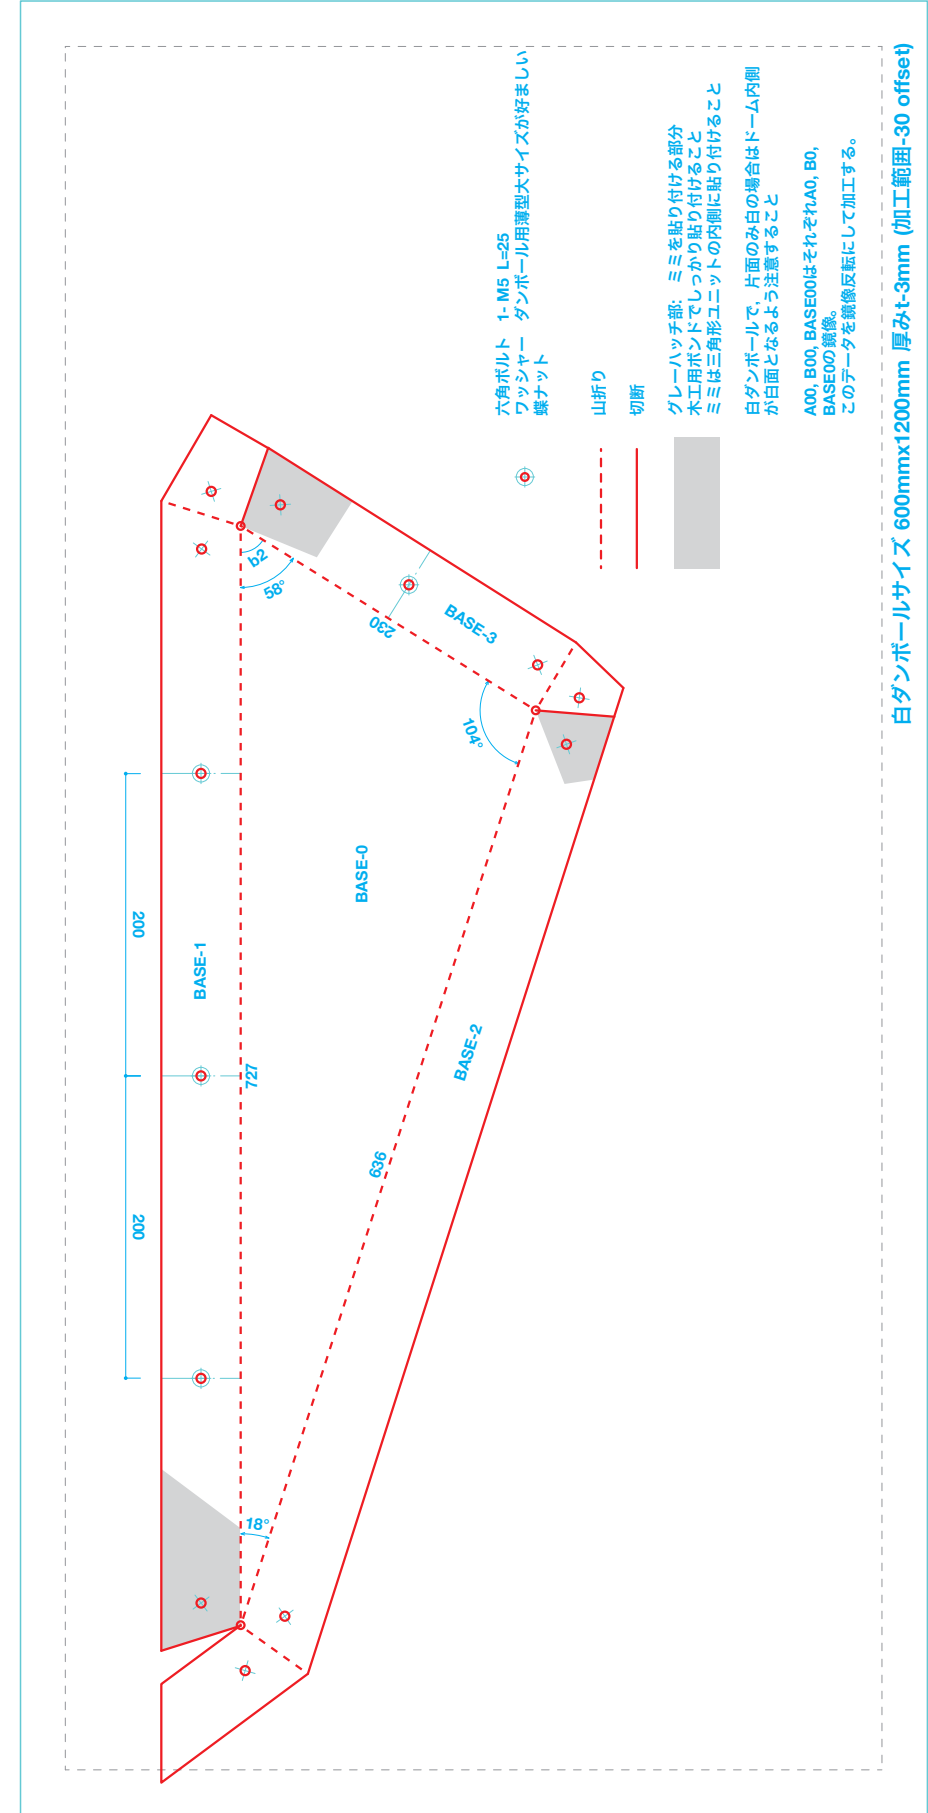 白ダンボールサイズ 600mmx1200mm 厚みt-3mm (加工範囲-30 offset)
六角ボルト 1- M5 L=25
ワッシャー ダンボール用薄型大サイズが好ましい
蝶ナット
山折り
切断
グレーハッチ部: ミミを貼り付ける部分
木工用ボンドでしっかり貼り付けること
ミミは三角形ユニットの内側に貼り付けること
白ダンボールで、片面のみ白の場合はドーム内側
が白面となるよう注意すること
A00, B00, BASE00はそれぞれA0, B0,
BASE0の鏡像。
このデータを鏡像反転にして加工する。
b2
58°
230
BASE-3
104°
200
BASE-1
BASE-0
727
BASE-2
636
200
18°